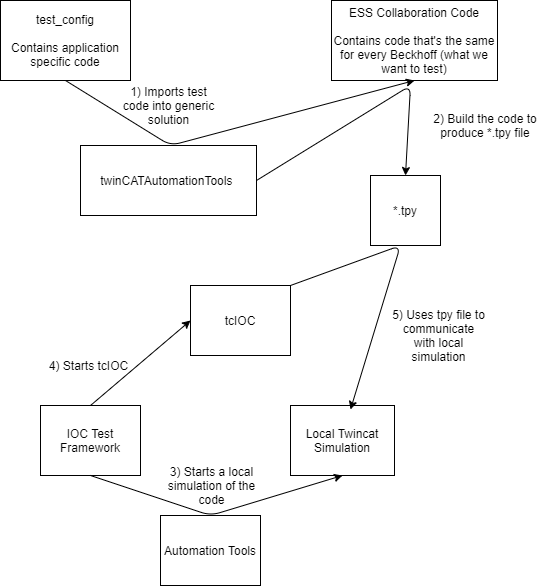 test_config
Contains application
specific code
ESS Collaboration Code
Contains code that's the same
for every Beckhoff (what we
want to test)
1) Imports test
code into generic
solution
2) Build the code to
produce *.tpy file
twinCATAutomationTools
*.tpy
tcIOC
5) Uses tpy file to
communicate
with local
simulation
4) Starts tcIOC
IOC Test
Framework
Local Twincat
Simulation
3) Starts a local
simulation of the
code
Automation Tools